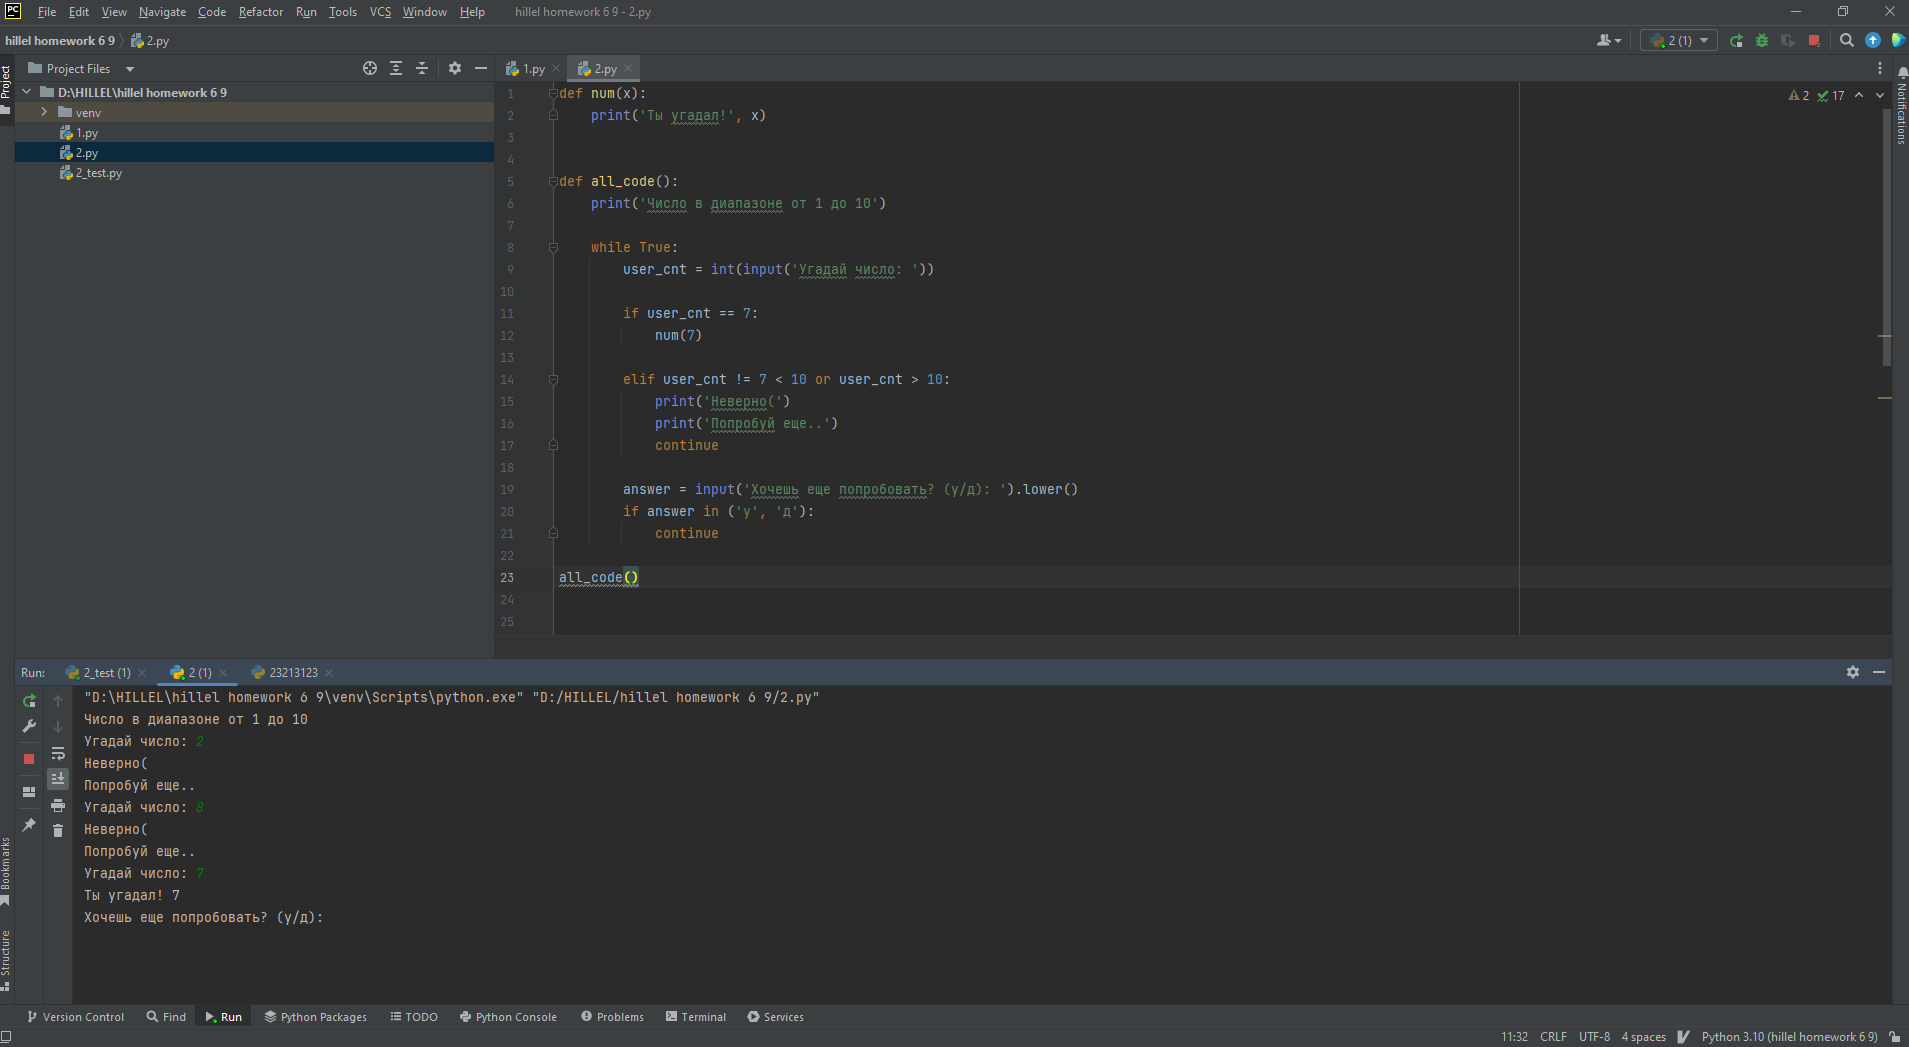 PC File Edit View Navigate Code Refactor Run Tools VCS Window Help hillel homework 6 9 - 2.py
hillel homework 6 9 2.py 2 (1)
Project
Project Files
D:\HILLEL\hillel homework 6 9
venv
1.py
2.py
2_test.py
1.py 2.py
2 17
Notifications
1 def num(x):
2 print('Ты угадал!', x)
3
4
5 def all_code():
6 print('Число в диапазоне от 1 до 10')
7
8 while True:
9 user_cnt = int(input('Угадай число: '))
10
11 if user_cnt == 7:
12 num(7)
13
14 elif user_cnt != 7 < 10 or user_cnt > 10:
15 print('Неверно(')
16 print('Попробуй еще..')
17 continue
18
19 answer = input('Хочешь еще попробовать? (у/д): ').lower()
20 if answer in ('у', 'д'):
21 continue
22
23 all_code()
24
25
Run: 2_test (1) 2 (1) 23213123
"D:\HILLEL\hillel homework 6 9\venv\Scripts\python.exe" "D:/HILLEL/hillel homework 6 9/2.py"
Число в диапазоне от 1 до 10
Угадай число: 2
Неверно(
Попробуй еще..
Угадай число: 8
Неверно(
Попробуй еще..
Угадай число: 7
Ты угадал! 7
Хочешь еще попробовать? (у/д):
Bookmarks
Structure
Version Control Find Run Python Packages TODO Python Console Problems Terminal Services
11:32 CRLF UTF-8 4 spaces Python 3.10 (hillel homework 6 9)